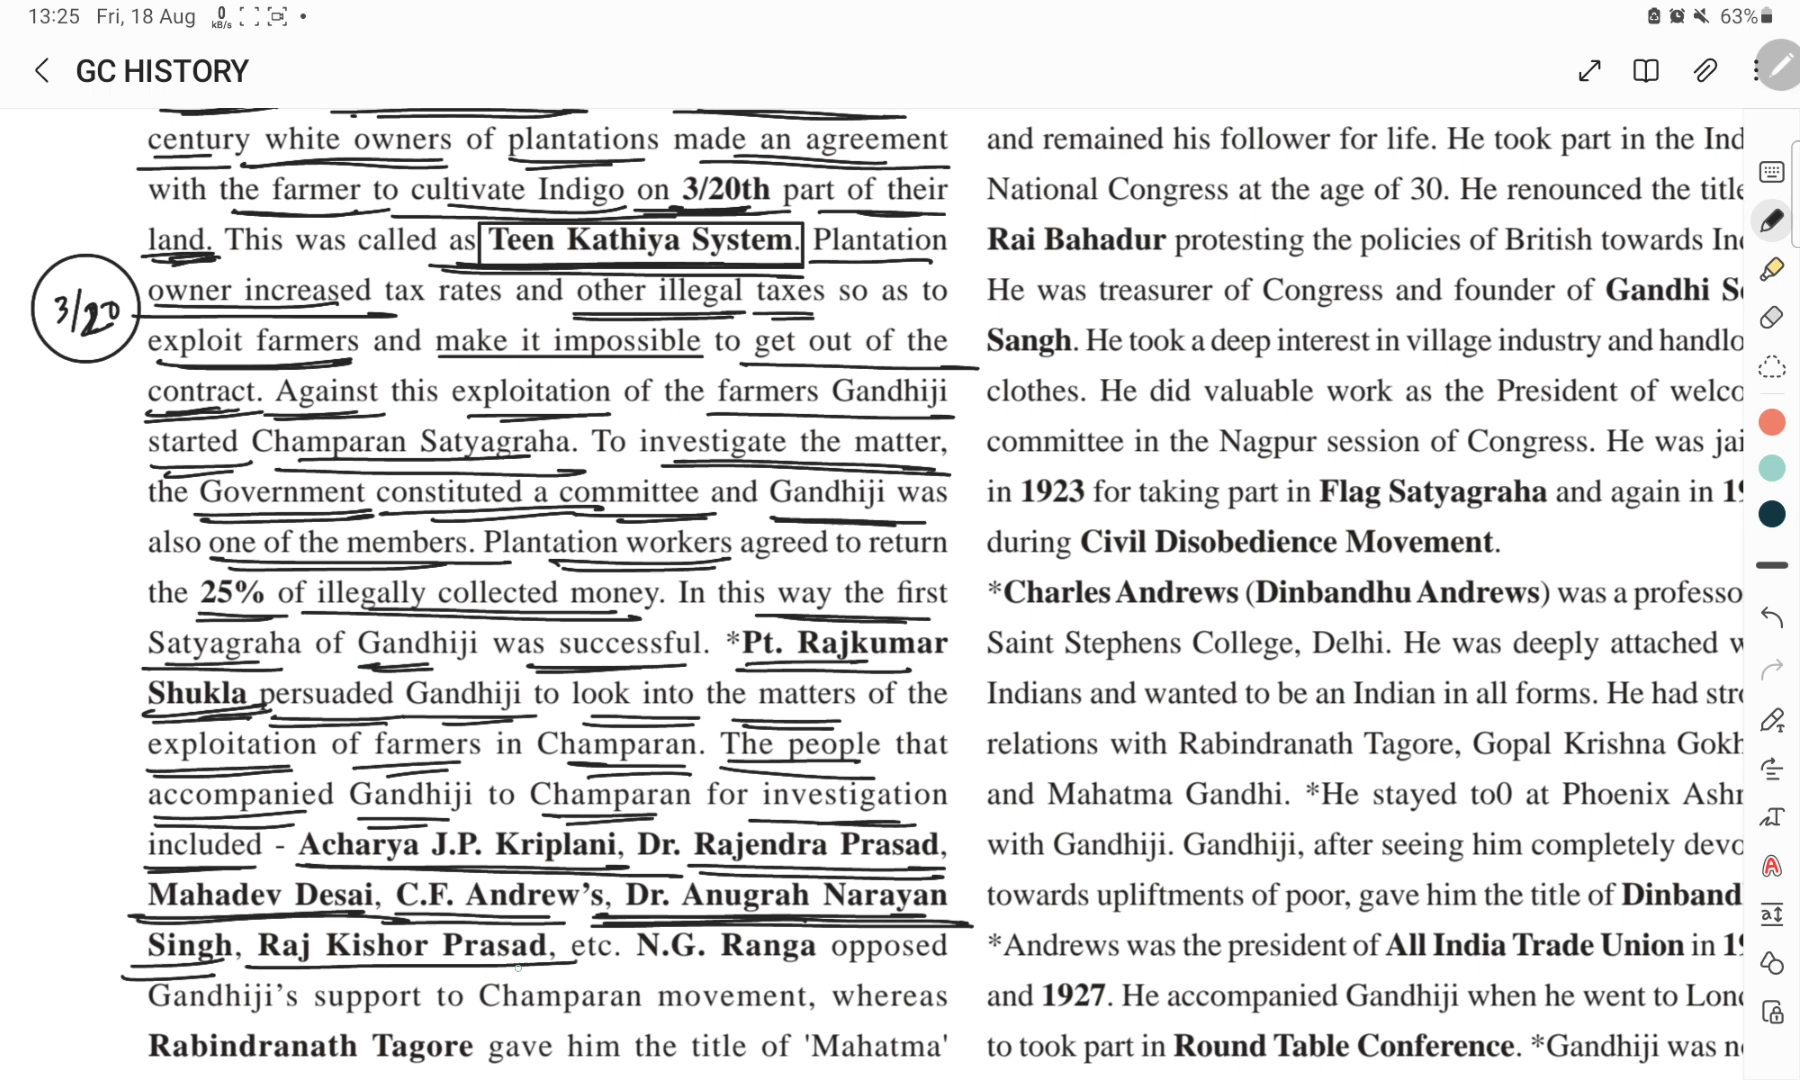 13:25 Fri, 18 Aug 0 kB/s 63%
GC HISTORY
century white owners of plantations made an agreement
with the farmer to cultivate Indigo on 3/20th part of their
land. This was called as Teen Kathiya System. Plantation
owner increased tax rates and other illegal taxes so as to
exploit farmers and make it impossible to get out of the
contract. Against this exploitation of the farmers Gandhiji
started Champaran Satyagraha. To investigate the matter,
the Government constituted a committee and Gandhiji was
also one of the members. Plantation workers agreed to return
the 25% of illegally collected money. In this way the first
Satyagraha of Gandhiji was successful. *Pt. Rajkumar
Shukla persuaded Gandhiji to look into the matters of the
exploitation of farmers in Champaran. The people that
accompanied Gandhiji to Champaran for investigation
included - Acharya J.P. Kriplani, Dr. Rajendra Prasad,
Mahadev Desai, C.F. Andrew's, Dr. Anugrah Narayan
Singh, Raj Kishor Prasad, etc. N.G. Ranga opposed
Gandhiji's support to Champaran movement, whereas
Rabindranath Tagore gave him the title of 'Mahatma'
3/20
and remained his follower for life. He took part in the Ind
National Congress at the age of 30. He renounced the title
Rai Bahadur protesting the policies of British towards In
He was treasurer of Congress and founder of Gandhi S
Sangh. He took a deep interest in village industry and handlo
clothes. He did valuable work as the President of welco
committee in the Nagpur session of Congress. He was jai
in 1923 for taking part in Flag Satyagraha and again in 19
during Civil Disobedience Movement.
*Charles Andrews (Dinbandhu Andrews) was a professo
Saint Stephens College, Delhi. He was deeply attached w
Indians and wanted to be an Indian in all forms. He had str
relations with Rabindranath Tagore, Gopal Krishna Gokh
and Mahatma Gandhi. *He stayed to0 at Phoenix Ashr
with Gandhiji. Gandhiji, after seeing him completely devo
towards upliftments of poor, gave him the title of Dinband
*Andrews was the president of All India Trade Union in 19
and 1927. He accompanied Gandhiji when he went to Lon
to took part in Round Table Conference. *Gandhiji was n